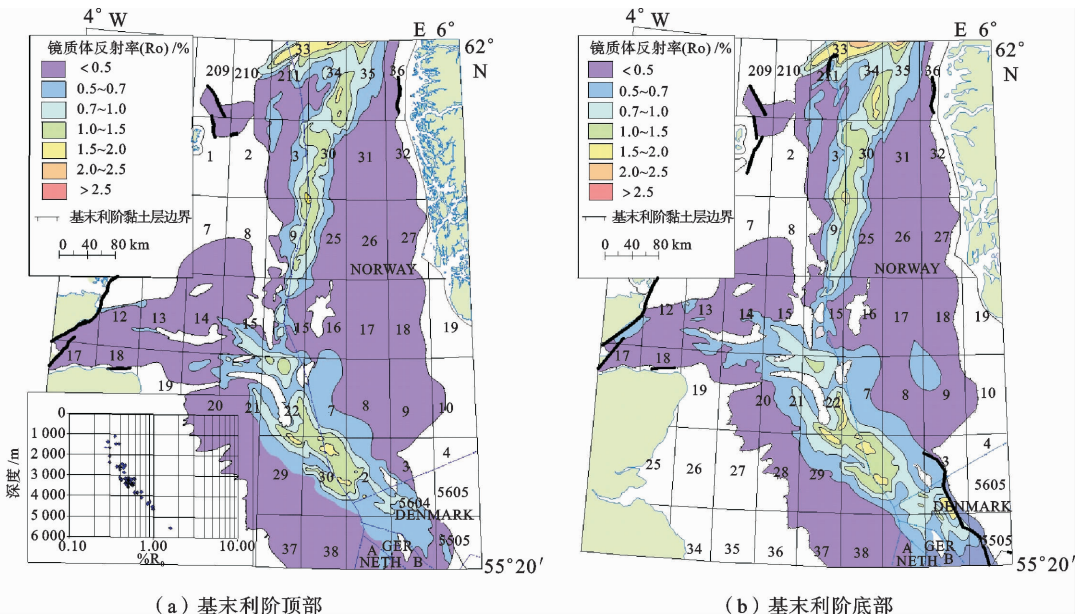 4° W
E 6°
62°
N
镜质体反射率(Ro) /%
<0.5
0.5~0.7
0.7~1.0
1.0~1.5
1.5~2.0
2.0~2.5
>2.5
基末利阶黏土层边界
0 40 80 km
209 210 211 33 34 35 36
1 2 3 30 31 32
7 8 9 25 26 27
NORWAY
12 13 14 15 15 16 17 18 19
17 18
19
20 21 22 7 8 9 10
4
3
29 30 2
5604 5605
DENMARK
5505
37 38 A GER
NETH B
55°20′
0
1 000
2 000
3 000
4 000
5 000
6 000
深度/m
0.10 1.00 10.00
%R₀
(a) 基末利阶顶部
4° W
E 6°
62°
N
镜质体反射率(Ro) /%
<0.5
0.5~0.7
0.7~1.0
1.0~1.5
1.5~2.0
2.0~2.5
>2.5
基末利阶黏土层边界
0 40 80 km
209 210 211 33 34 35 36
2 3 30 31 32
7 8 9 25 26 27
NORWAY
12 13 14 15 15 16 17 18 19
17 18
19
20 21 22 7 8 9 10
4
3
25 26 27 28 29
5605
DENMARK
5505
34 35 36 37 38 A GER
NETH B
55°20′
(b) 基末利阶底部